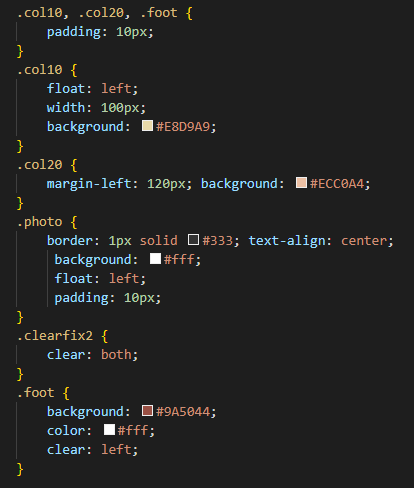 .col10, .col20, .foot {
    padding: 10px;
}
.col10 {
    float: left;
    width: 100px;
    background: #E8D9A9;
}
.col20 {
    margin-left: 120px; background: #ECC0A4;
}
.photo {
    border: 1px solid #333; text-align: center;
     background: #fff;
     float: left;
     padding: 10px;
}
.clearfix2 {
    clear: both;
}
.foot {
    background: #9A5044;
    color: #fff;
    clear: left;
}